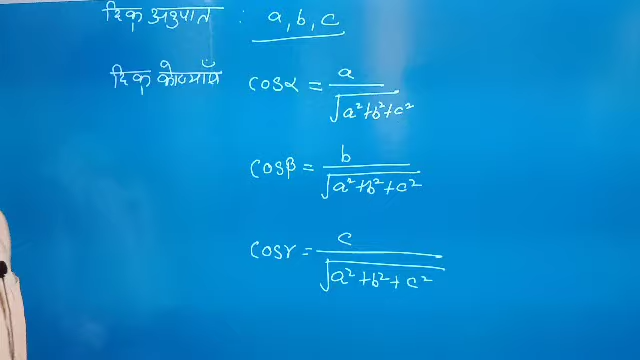 दिक् अनुपात : a, b, c
दिक् कोज्याएँ cosα = a / √(a²+b²+c²)
cosβ = b / √(a²+b²+c²)
cosγ = c / √(a²+b²+c²)